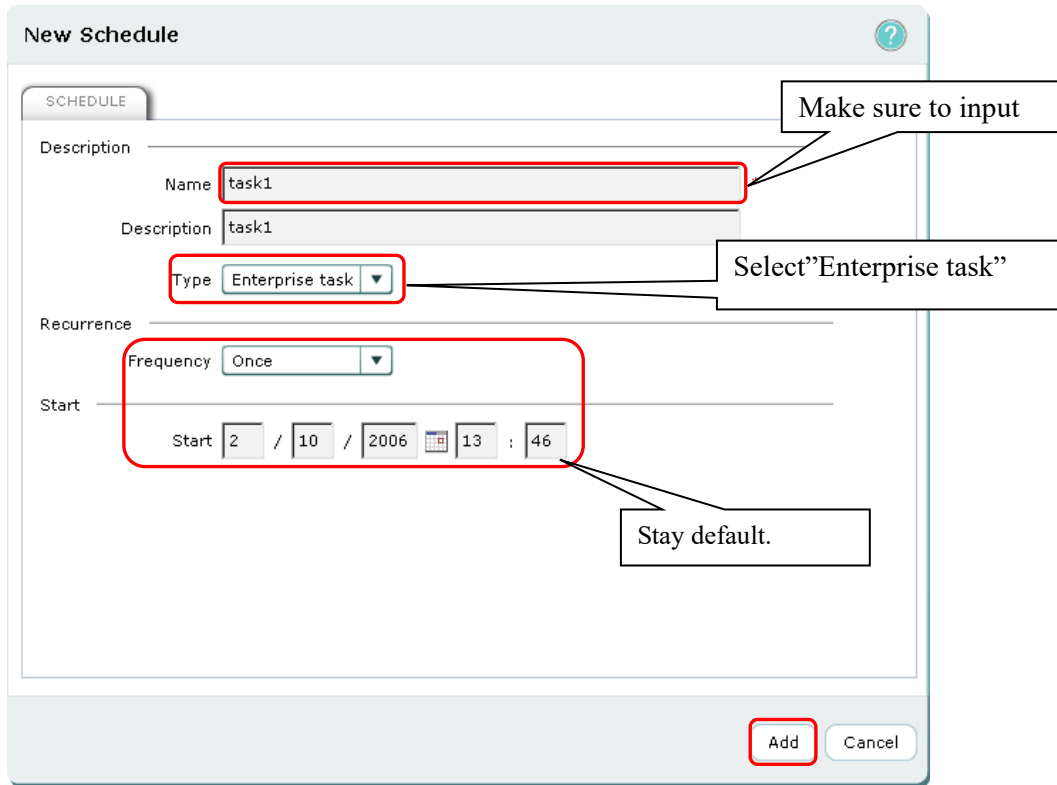 New Schedule ?
SCHEDULE
Make sure to input
Description
Name task1
Description task1
Select”Enterprise task”
Type Enterprise task
Recurrence
Frequency Once
Start
Start 2 / 10 / 2006 13 : 46
Stay default.
Add Cancel